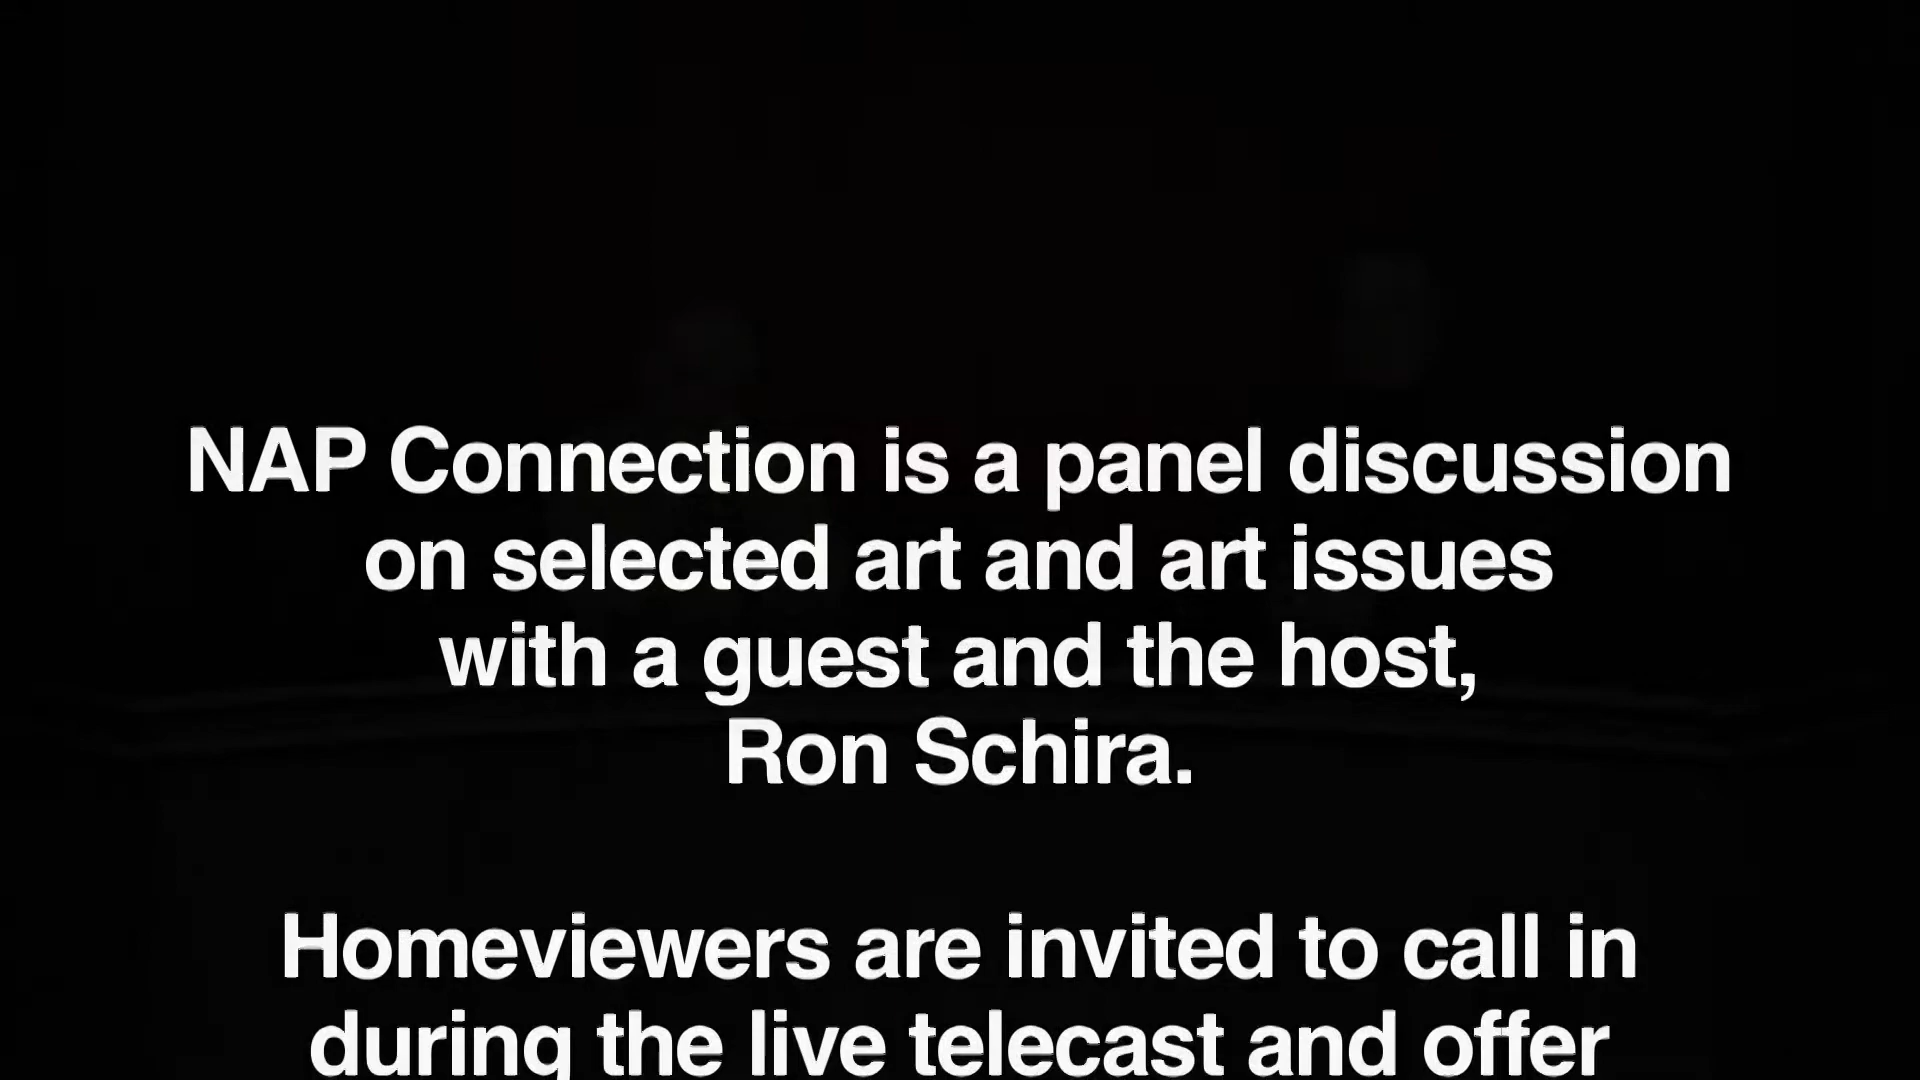 NAP Connection is a panel discussion
on selected art and art issues
with a guest and the host,
Ron Schira.
Homeviewers are invited to call in
during the live telecast and offer